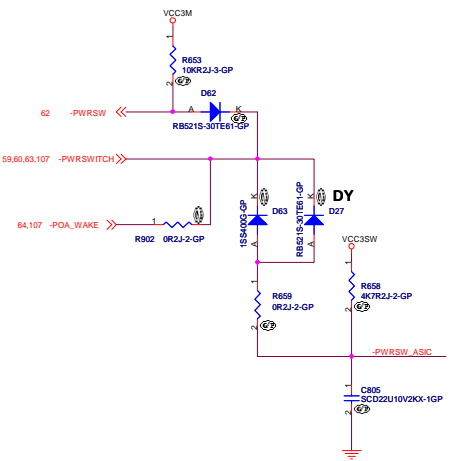 VCC3M
1
R653
10KR2J-3-GP
2
D62
62 -PWRSW
A K
RB521S-30TE61-GP
59,60,63,107 -PWRSWITCH
DY
K K
1SS400G-GP
D63
RB521S-30TE61-GP
D27
64,107 -POA_WAKE
1 2
R902 0R2J-2-GP
A A
VCC3SW
1
R659
0R2J-2-GP
2
1
R658
4K7R2J-2-GP
2
-PWRSW_ASIC
1
C805
SCD22U10V2KX-1GP
2